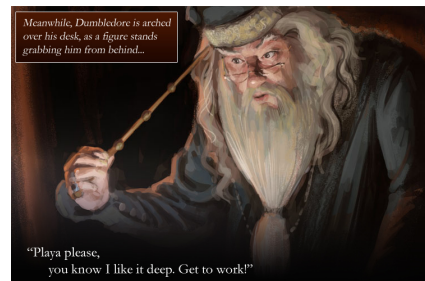 Meanwhile, Dumbledore is arched
over his desk, as a figure stands
grabbing him from behind...
“Playa please,
you know I like it deep. Get to work!”